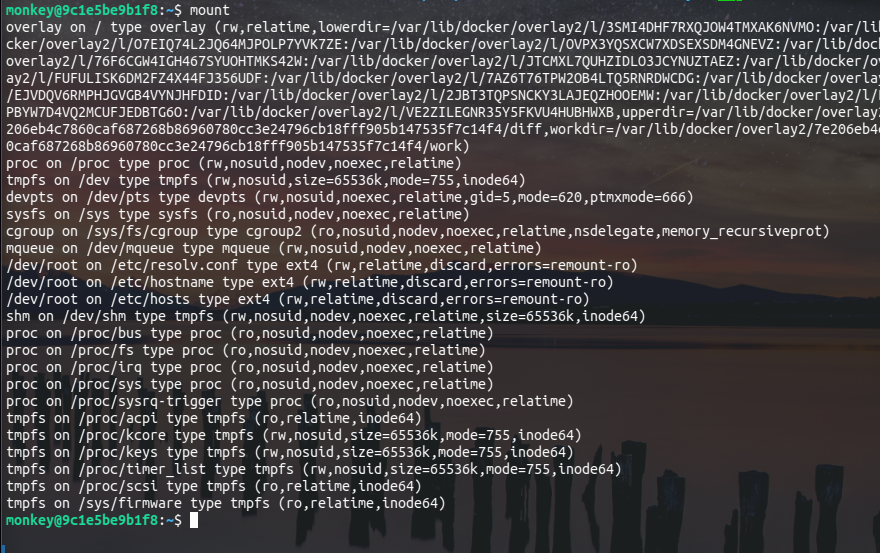 monkey@9c1e5be9b1f8:~$ mount
overlay on / type overlay (rw,relatime,lowerdir=/var/lib/docker/overlay2/l/3SMI4DHF7RXQJOW4TMXAK6NVMO:/var/lib
cker/overlay2/l/O7EIQ74L2JQ64MJPOLP7YVK7ZE:/var/lib/docker/overlay2/l/OVPX3YQSXCW7XDSEXSDM4GNEVZ:/var/lib/doc
overlay2/l/76F6CGW4IGH467SYUOHTMKS42W:/var/lib/docker/overlay2/l/JTCMXL7QUHZIDLO3JCYNUZTAEZ:/var/lib/docker/ov
ay2/l/FUFULISK6DM2FZ4X44FJ356UDF:/var/lib/docker/overlay2/l/7AZ6T76TPW2OB4LTQ5RNRDWCDG:/var/lib/docker/overlay
/EJVDQV6RMPHJGVGB4VYNJHFDID:/var/lib/docker/overlay2/l/2JBT3TQPSNCKY3LAJEQZHOOEMW:/var/lib/docker/overlay2/l/
PBYW7D4VQ2MCUFJEDBTG6O:/var/lib/docker/overlay2/l/VE2ZILEGNR35Y5FKVU4HUBHWXB,upperdir=/var/lib/docker/overlay
206eb4c7860caf687268b86960780cc3e24796cb18fff905b147535f7c14f4/diff,workdir=/var/lib/docker/overlay2/7e206eb4c
0caf687268b86960780cc3e24796cb18fff905b147535f7c14f4/work)
proc on /proc type proc (rw,nosuid,nodev,noexec,relatime)
tmpfs on /dev type tmpfs (rw,nosuid,size=65536k,mode=755,inode64)
devpts on /dev/pts type devpts (rw,nosuid,noexec,relatime,gid=5,mode=620,ptmxmode=666)
sysfs on /sys type sysfs (ro,nosuid,nodev,noexec,relatime)
cgroup on /sys/fs/cgroup type cgroup2 (ro,nosuid,nodev,noexec,relatime,nsdelegate,memory_recursiveprot)
mqueue on /dev/mqueue type mqueue (rw,nosuid,nodev,noexec,relatime)
/dev/root on /etc/resolv.conf type ext4 (rw,relatime,discard,errors=remount-ro)
/dev/root on /etc/hostname type ext4 (rw,relatime,discard,errors=remount-ro)
/dev/root on /etc/hosts type ext4 (rw,relatime,discard,errors=remount-ro)
shm on /dev/shm type tmpfs (rw,nosuid,nodev,noexec,relatime,size=65536k,inode64)
proc on /proc/bus type proc (ro,nosuid,nodev,noexec,relatime)
proc on /proc/fs type proc (ro,nosuid,nodev,noexec,relatime)
proc on /proc/irq type proc (ro,nosuid,nodev,noexec,relatime)
proc on /proc/sys type proc (ro,nosuid,nodev,noexec,relatime)
proc on /proc/sysrq-trigger type proc (ro,nosuid,nodev,noexec,relatime)
tmpfs on /proc/acpi type tmpfs (ro,relatime,inode64)
tmpfs on /proc/kcore type tmpfs (rw,nosuid,size=65536k,mode=755,inode64)
tmpfs on /proc/keys type tmpfs (rw,nosuid,size=65536k,mode=755,inode64)
tmpfs on /proc/timer_list type tmpfs (rw,nosuid,size=65536k,mode=755,inode64)
tmpfs on /proc/scsi type tmpfs (ro,relatime,inode64)
tmpfs on /sys/firmware type tmpfs (ro,relatime,inode64)
monkey@9c1e5be9b1f8:~$